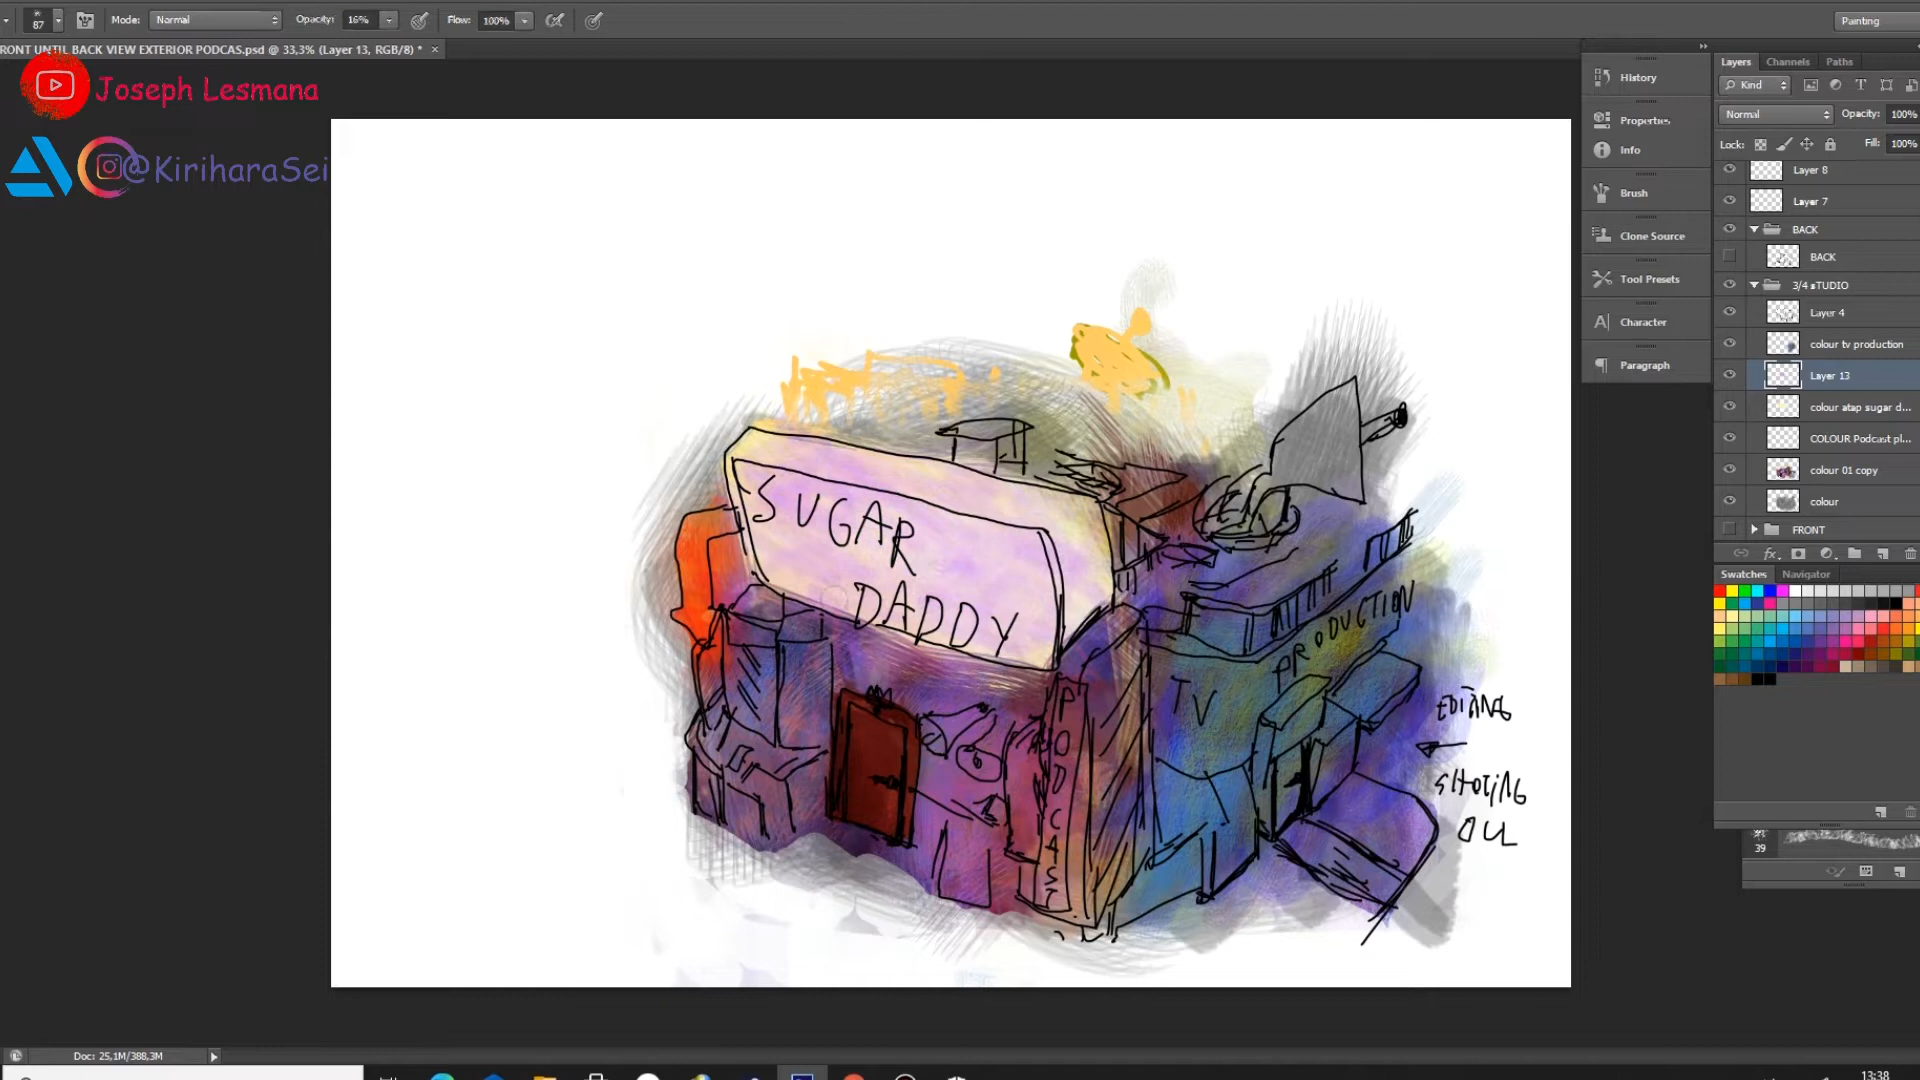 87 Mode: Normal Opacity: 16% Flow: 100% Painting
RONT UNTIL BACK VIEW EXTERIOR PODCAS.psd @ 33,3% (Layer 13, RGB/8) * ×
Joseph Lesmana
@KiriharaSei
SUGAR
DADDY
PODCAST
TV
PRODUCTION
EDITING
History
Properties
Info
Brush
Clone Source
Tool Presets
Character
Paragraph
Layers Channels Paths
Kind
Normal Opacity: 100%
Lock: Fill: 100%
Layer 8
Layer 7
BACK
BACK
3/4 sTUDIO
Layer 4
colour tv production
Layer 13
colour atap sugar d...
COLOUR Podcast pl...
colour 01 copy
colour
FRONT
Swatches Navigator
39
Doc: 25,1M/388,3M
13:38